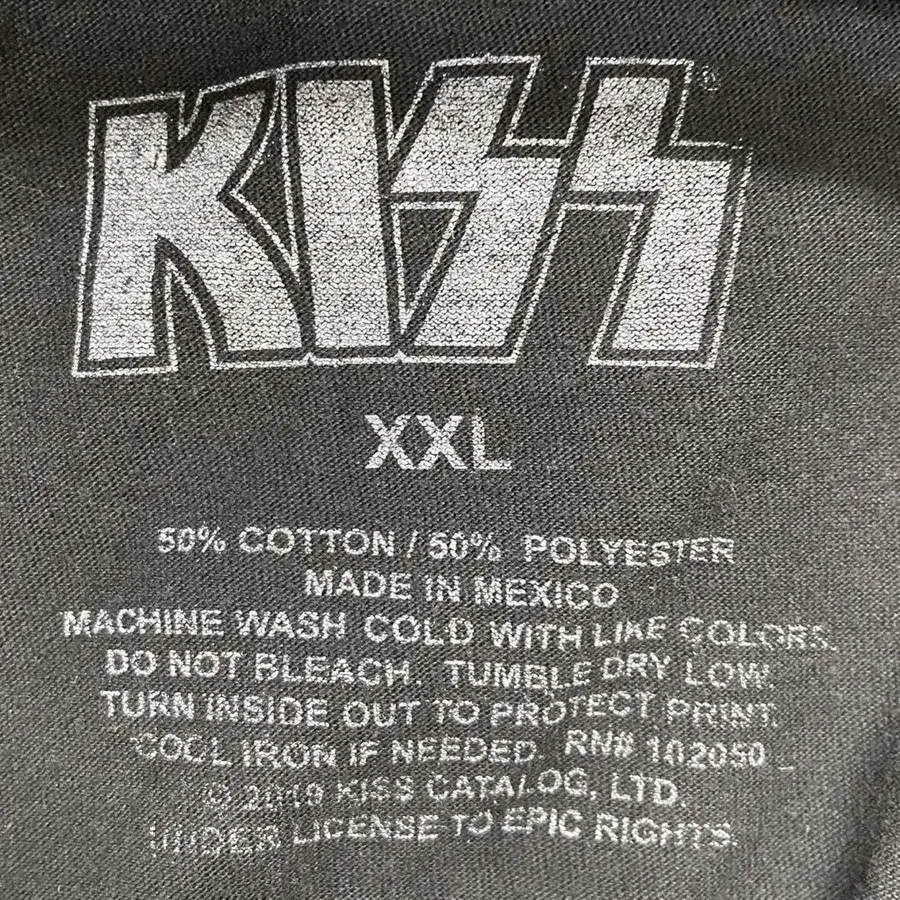 KISS®
XXL
50% COTTON / 50% POLYESTER
MADE IN MEXICO
MACHINE WASH COLD WITH LIKE COLORS.
DO NOT BLEACH. TUMBLE DRY LOW.
TURN INSIDE OUT TO PROTECT PRINT.
COOL IRON IF NEEDED. RN# 102050
© 2019 KISS CATALOG, LTD.
UNDER LICENSE TO EPIC RIGHTS.